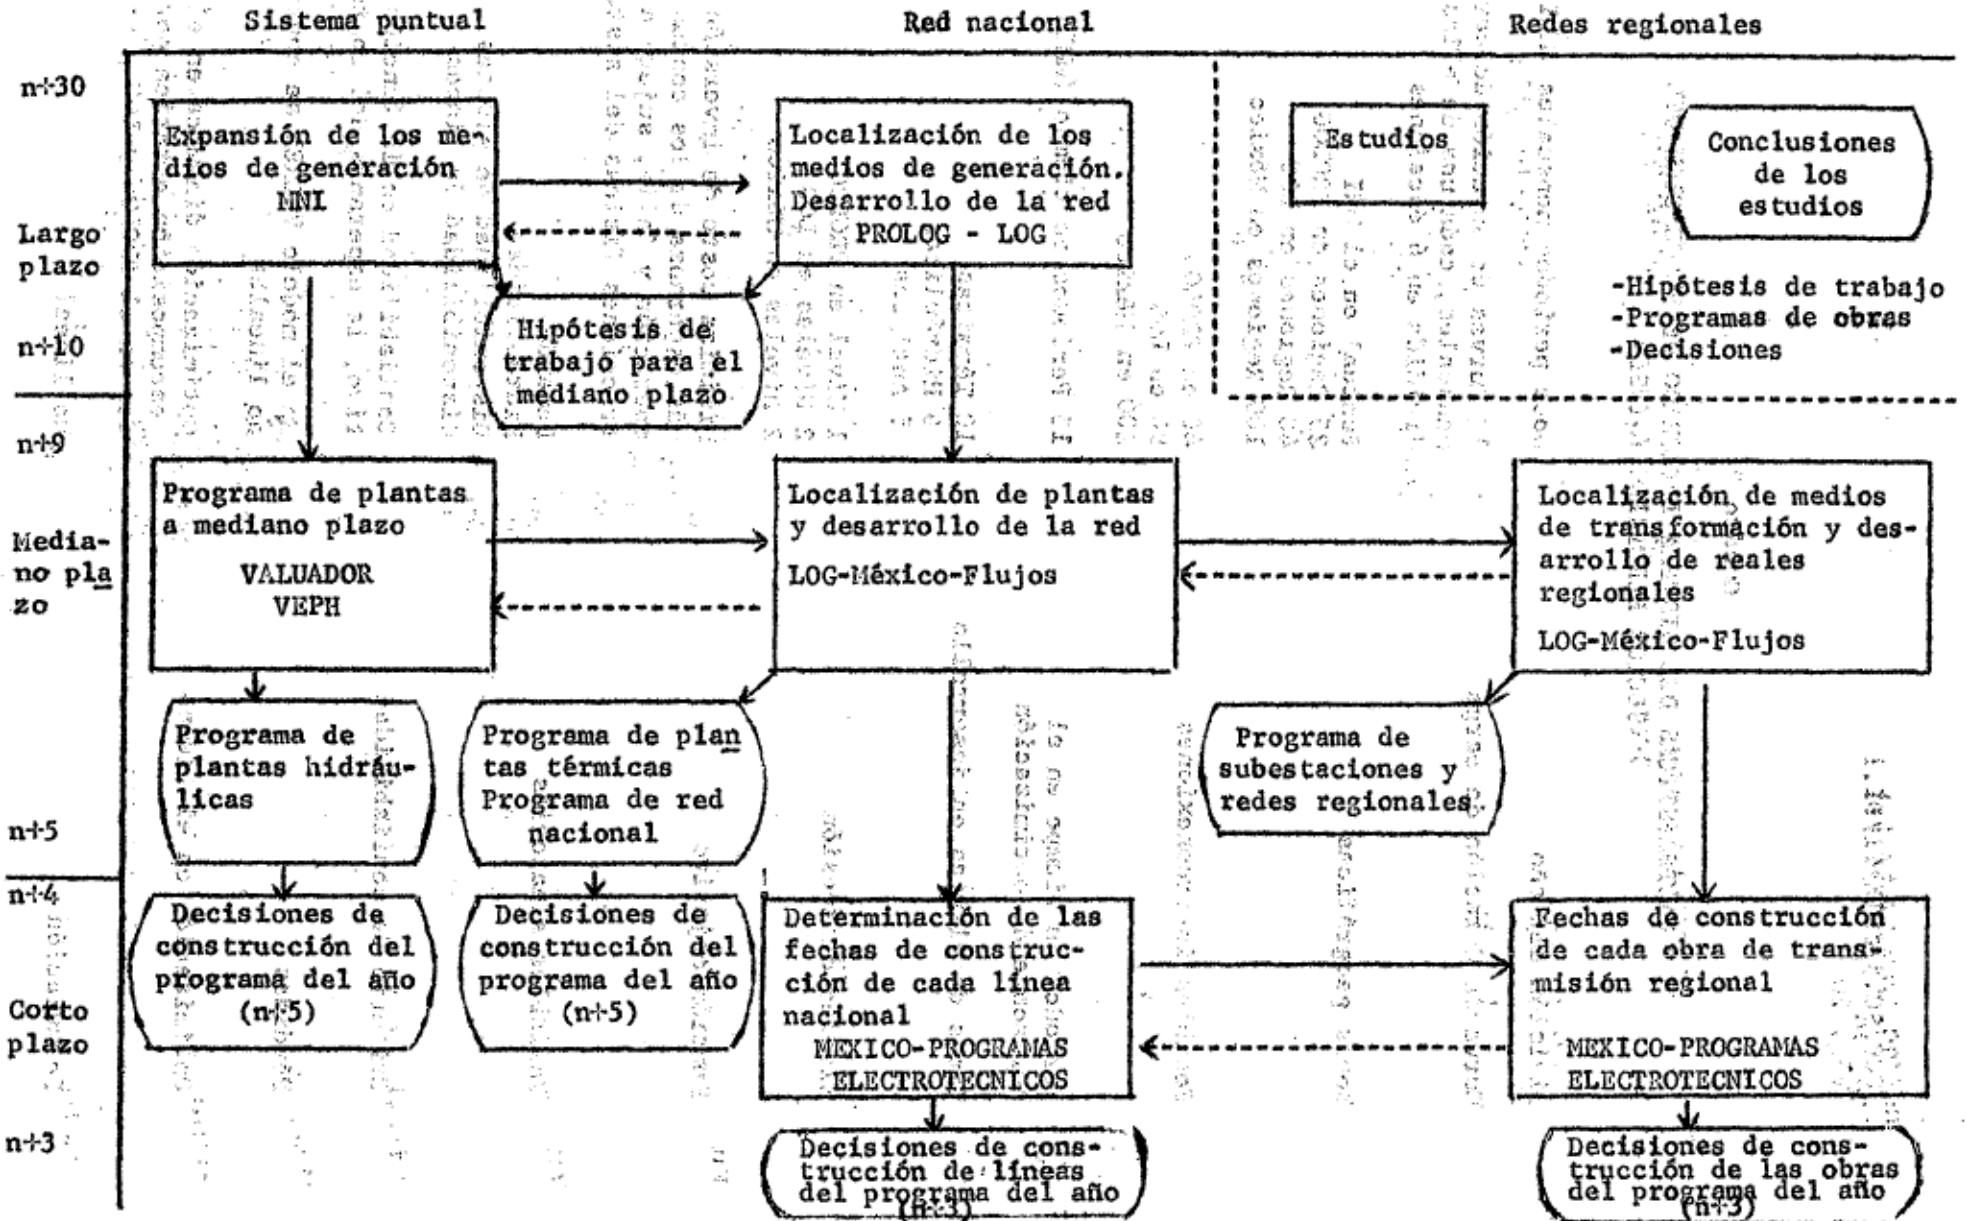 Sistema puntual
Red nacional
Redes regionales
n+30
Largo
plazo
n+10
Expansión de los me-
dios de generación
MNI
Localización de los
medios de generación.
Desarrollo de la red
PROLOG - LOG
Estudios
Conclusiones
de los
estudios
-Hipótesis de trabajo
-Programas de obras
-Decisiones
Hipótesis de
trabajo para el
mediano plazo
n+9
Media-
no pla
zo
n+5
Programa de plantas
a mediano plazo
VALUADOR
VEPH
Localización de plantas
y desarrollo de la red
LOG-México-Flujos
Localización de medios
de transformación y des-
arrollo de reales
regionales
LOG-México-Flujos
Programa de
plantas hidráu-
licas
Programa de plan
tas térmicas
Programa de red
nacional
Programa de
subestaciones y
redes regionales
n+4
Corto
plazo
n+3
Decisiones de
construcción del
programa del año
(n+5)
Decisiones de
construcción del
programa del año
(n+5)
Determinación de las
fechas de construc-
ción de cada línea
nacional
MEXICO-PROGRAMAS
ELECTROTECNICOS
Fechas de construcción
de cada obra de trans-
misión regional
MEXICO-PROGRAMAS
ELECTROTECNICOS
Decisiones de cons-
trucción de líneas
del programa del año
(n+3)
Decisiones de cons-
trucción de las obras
del programa del año
(n+3)